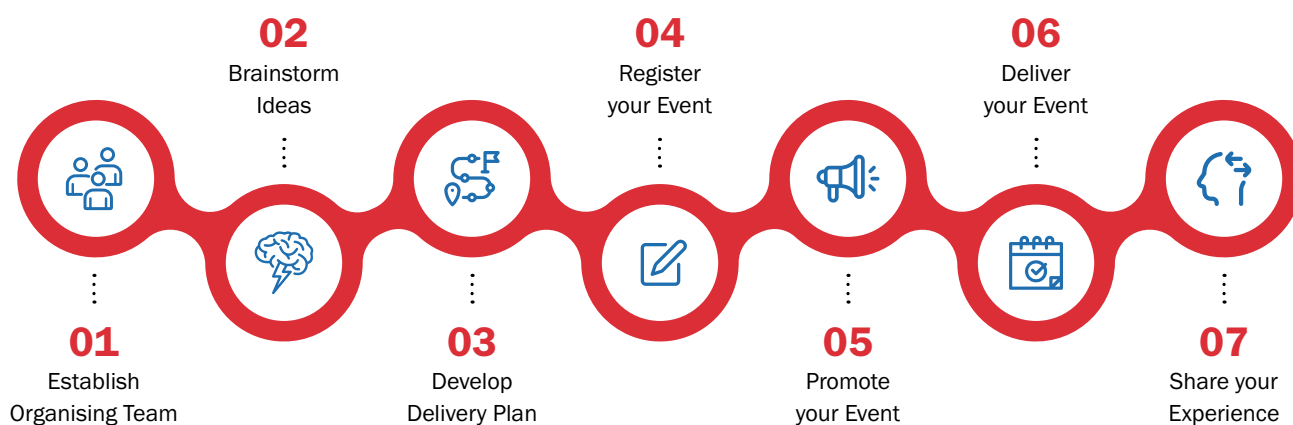 01
Establish
Organising Team
02
Brainstorm
Ideas
03
Develop
Delivery Plan
04
Register
your Event
05
Promote
your Event
06
Deliver
your Event
07
Share your
Experience